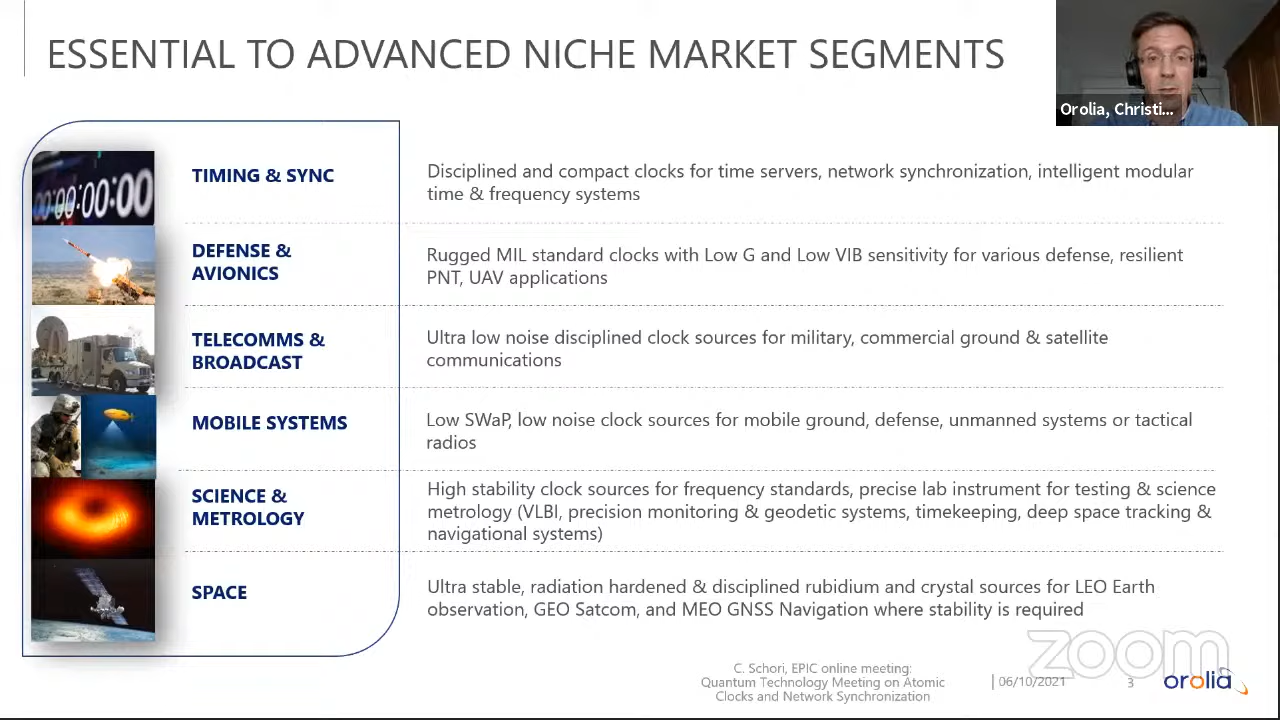 ESSENTIAL TO ADVANCED NICHE MARKET SEGMENTS
Orolia, Christi...
00:00:00
TIMING & SYNC
Disciplined and compact clocks for time servers, network synchronization, intelligent modular
time & frequency systems
DEFENSE &
AVIONICS
Rugged MIL standard clocks with Low G and Low VIB sensitivity for various defense, resilient
PNT, UAV applications
TELECOMMS &
BROADCAST
Ultra low noise disciplined clock sources for military, commercial ground & satellite
communications
MOBILE SYSTEMS
Low SWaP, low noise clock sources for mobile ground, defense, unmanned systems or tactical
radios
SCIENCE &
METROLOGY
High stability clock sources for frequency standards, precise lab instrument for testing & science
metrology (VLBI, precision monitoring & geodetic systems, timekeeping, deep space tracking &
navigational systems)
SPACE
Ultra stable, radiation hardened & disciplined rubidium and crystal sources for LEO Earth
observation, GEO Satcom, and MEO GNSS Navigation where stability is required
zoom
C. Schori, EPIC online meeting:
Quantum Technology Meeting on Atomic
Clocks and Network Synchronization
06/10/2021
3
orolia